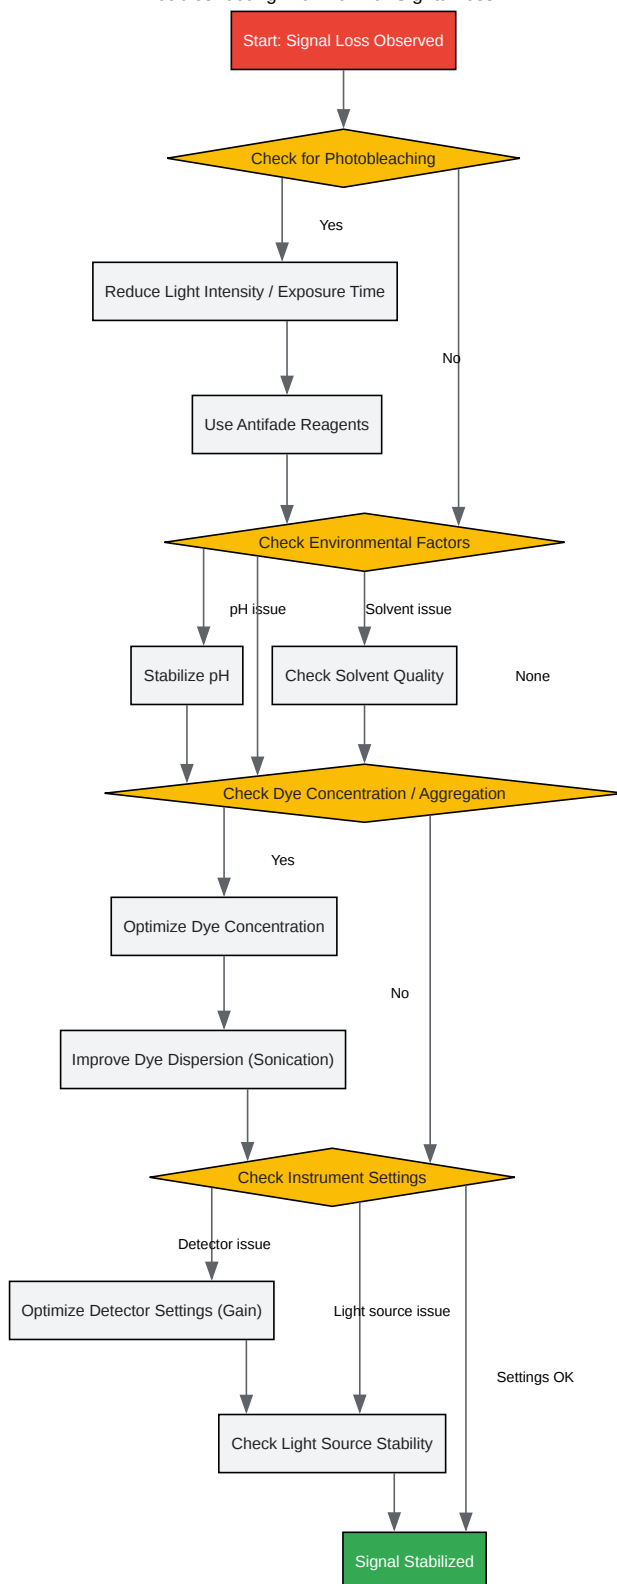 Start: Signal Loss Observed
Check for Photobleaching
Yes
Reduce Light Intensity / Exposure Time
No
Use Antifade Reagents
Check Environmental Factors
pH issue
Solvent issue
Stabilize pH
Check Solvent Quality
None
Check Dye Concentration / Aggregation
Yes
Optimize Dye Concentration
No
Improve Dye Dispersion (Sonication)
Check Instrument Settings
Detector issue
Optimize Detector Settings (Gain)
Light source issue
Settings OK
Check Light Source Stability
Signal Stabilized